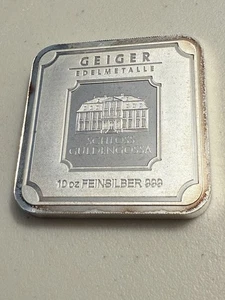 GEIGER
EDELMETALLE
SCHLOSS
GÜLDENGOSSA
10 oz FEINSILBER 999